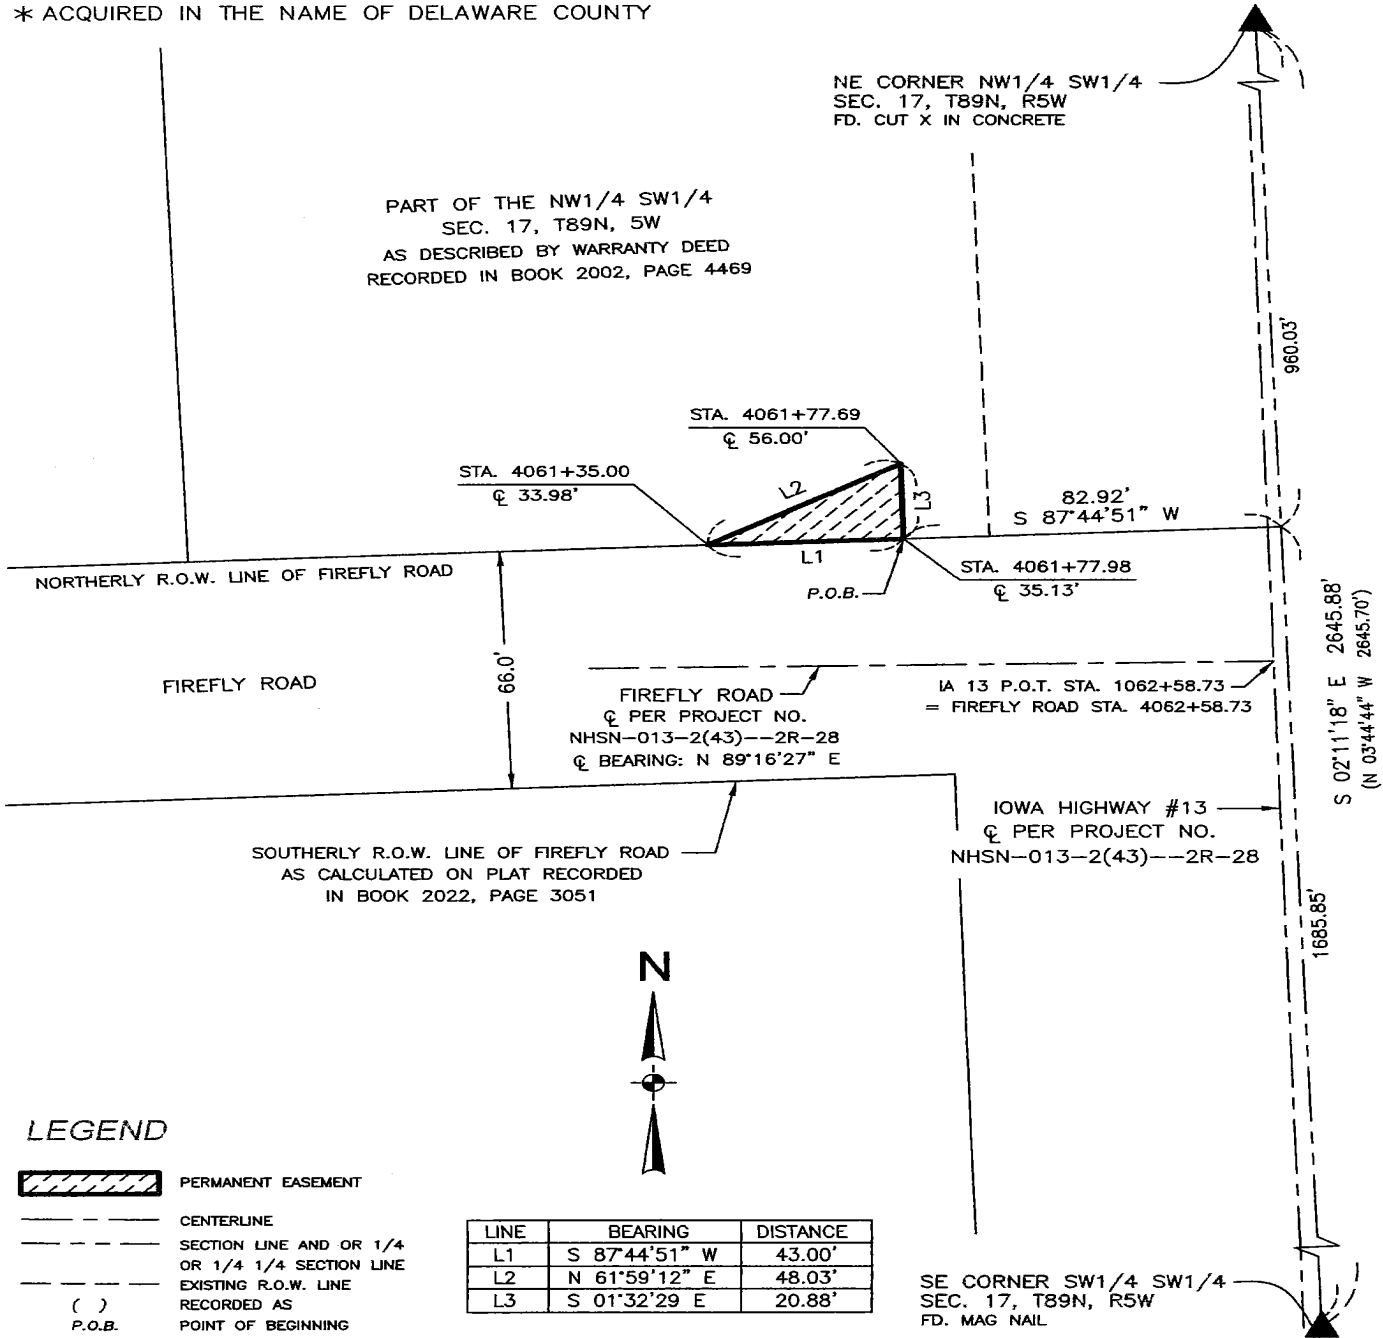 * ACQUIRED IN THE NAME OF DELAWARE COUNTY
NE CORNER NW1/4 SW1/4
SEC. 17, T89N, R5W
FD. CUT X IN CONCRETE
PART OF THE NW1/4 SW1/4
SEC. 17, T89N, 5W
AS DESCRIBED BY WARRANTY DEED
RECORDED IN BOOK 2002, PAGE 4469
960.03'
STA. 4061+77.69
℄ 56.00'
STA. 4061+35.00
℄ 33.98'
L2
L3
82.92'
S 87°44'51" W
L1
STA. 4061+77.98
℄ 35.13'
P.O.B.
NORTHERLY R.O.W. LINE OF FIREFLY ROAD
66.0'
FIREFLY ROAD
FIREFLY ROAD
℄ PER PROJECT NO.
NHSN-013-2(43)--2R-28
℄ BEARING: N 89°16'27" E
IA 13 P.O.T. STA. 1062+58.73
= FIREFLY ROAD STA. 4062+58.73
S 02°11'18" E 2645.88'
(N 03°44'44" W 2645.70')
IOWA HIGHWAY #13
℄ PER PROJECT NO.
NHSN-013-2(43)--2R-28
SOUTHERLY R.O.W. LINE OF FIREFLY ROAD
AS CALCULATED ON PLAT RECORDED
IN BOOK 2022, PAGE 3051
1685.85'
N
LEGEND
PERMANENT EASEMENT
CENTERLINE
SECTION LINE AND OR 1/4
OR 1/4 1/4 SECTION LINE
EXISTING R.O.W. LINE
( ) RECORDED AS
P.O.B. POINT OF BEGINNING
LINE BEARING DISTANCE
L1 S 87°44'51" W 43.00'
L2 N 61°59'12" E 48.03'
L3 S 01°32'29 E 20.88'
SE CORNER SW1/4 SW1/4
SEC. 17, T89N, R5W
FD. MAG NAIL